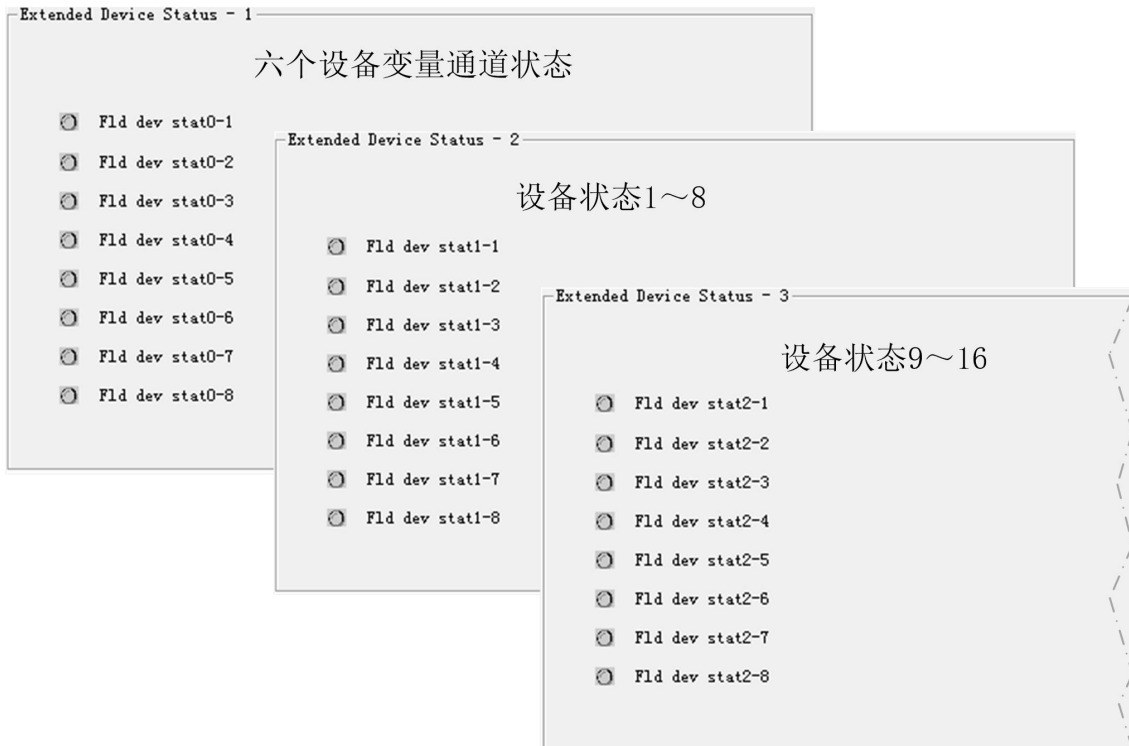 Extended Device Status - 1
六个设备变量通道状态
Fld dev stat0-1
Fld dev stat0-2
Fld dev stat0-3
Fld dev stat0-4
Fld dev stat0-5
Fld dev stat0-6
Fld dev stat0-7
Fld dev stat0-8
Extended Device Status - 2
设备状态1～8
Fld dev stat1-1
Fld dev stat1-2
Fld dev stat1-3
Fld dev stat1-4
Fld dev stat1-5
Fld dev stat1-6
Fld dev stat1-7
Fld dev stat1-8
Extended Device Status - 3
设备状态9～16
Fld dev stat2-1
Fld dev stat2-2
Fld dev stat2-3
Fld dev stat2-4
Fld dev stat2-5
Fld dev stat2-6
Fld dev stat2-7
Fld dev stat2-8